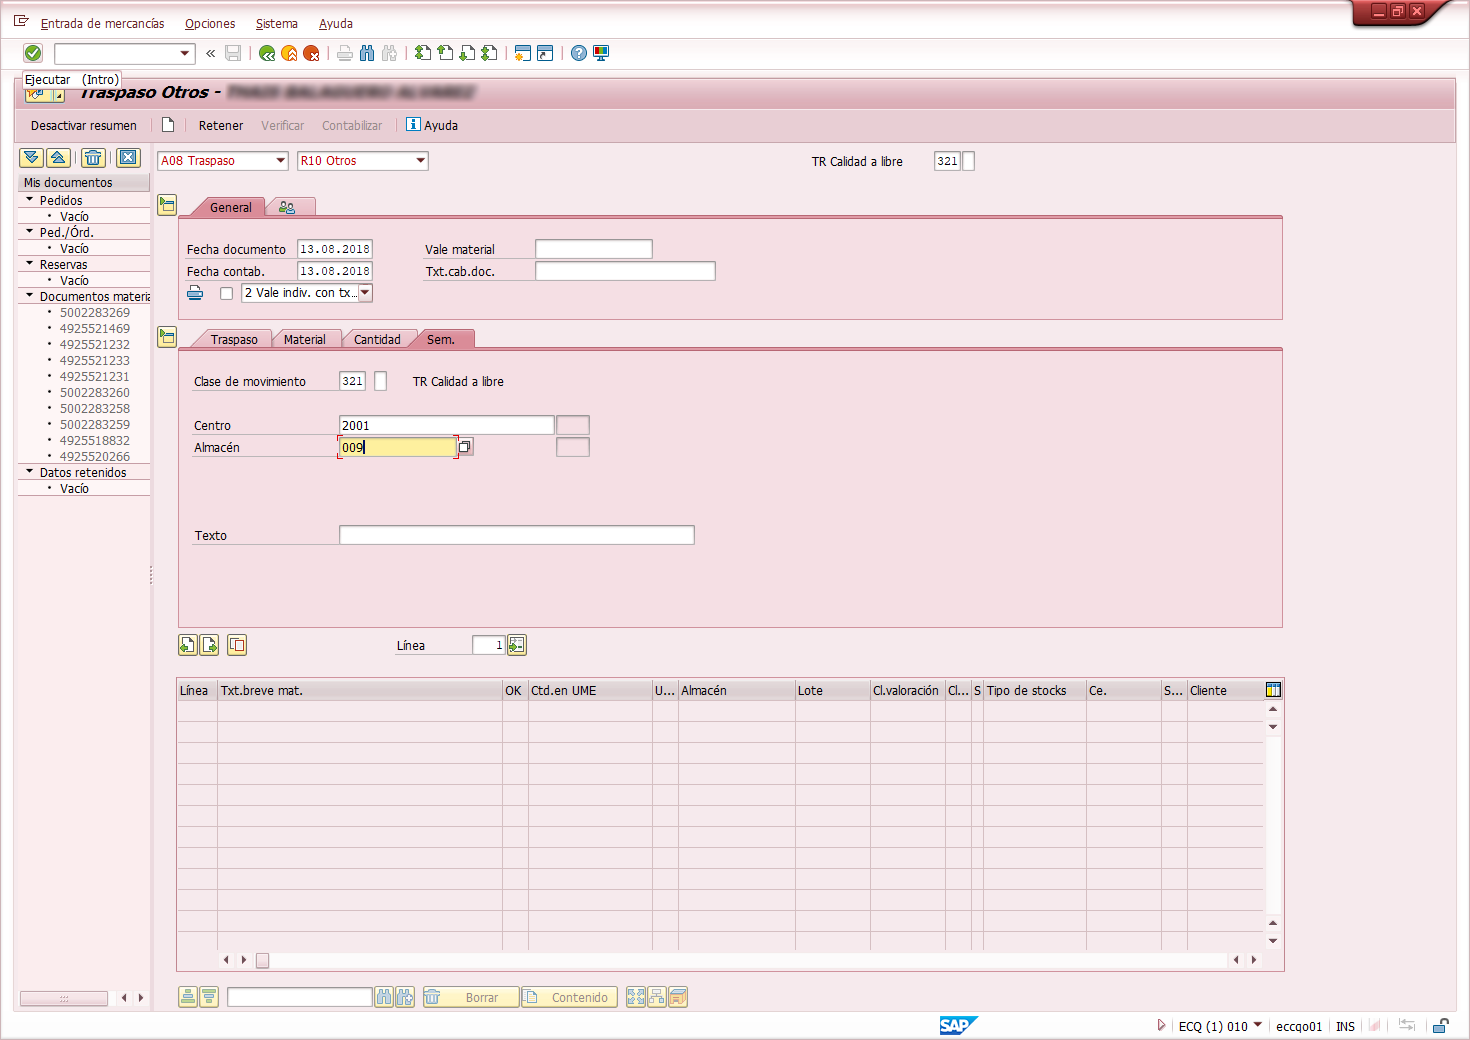 Entrada de mercancías Opciones Sistema Ayuda
«
Ejecutar (Intro)
Traspaso Otros -
Desactivar resumen Retener Verificar Contabilizar Ayuda
A08 Traspaso R10 Otros TR Calidad a libre 321
Mis documentos
Pedidos
Vacío
Ped./Órd.
Vacío
Reservas
Vacío
Documentos materia
5002283269
4925521469
4925521232
4925521233
4925521231
5002283260
5002283258
5002283259
4925518832
4925520266
Datos retenidos
Vacío
General
Fecha documento 13.08.2018 Vale material
Fecha contab. 13.08.2018 Txt.cab.doc.
2 Vale indiv. con tx...
Traspaso Material Cantidad Sem.
Clase de movimiento 321 TR Calidad a libre
Centro 2001
Almacén 009
Texto
Línea 1
Línea Txt.breve mat. OK Ctd.en UME U... Almacén Lote Cl.valoración Cl... S Tipo de stocks Ce. S... Cliente
Borrar Contenido
SAP ECQ (1) 010 eccqo01 INS